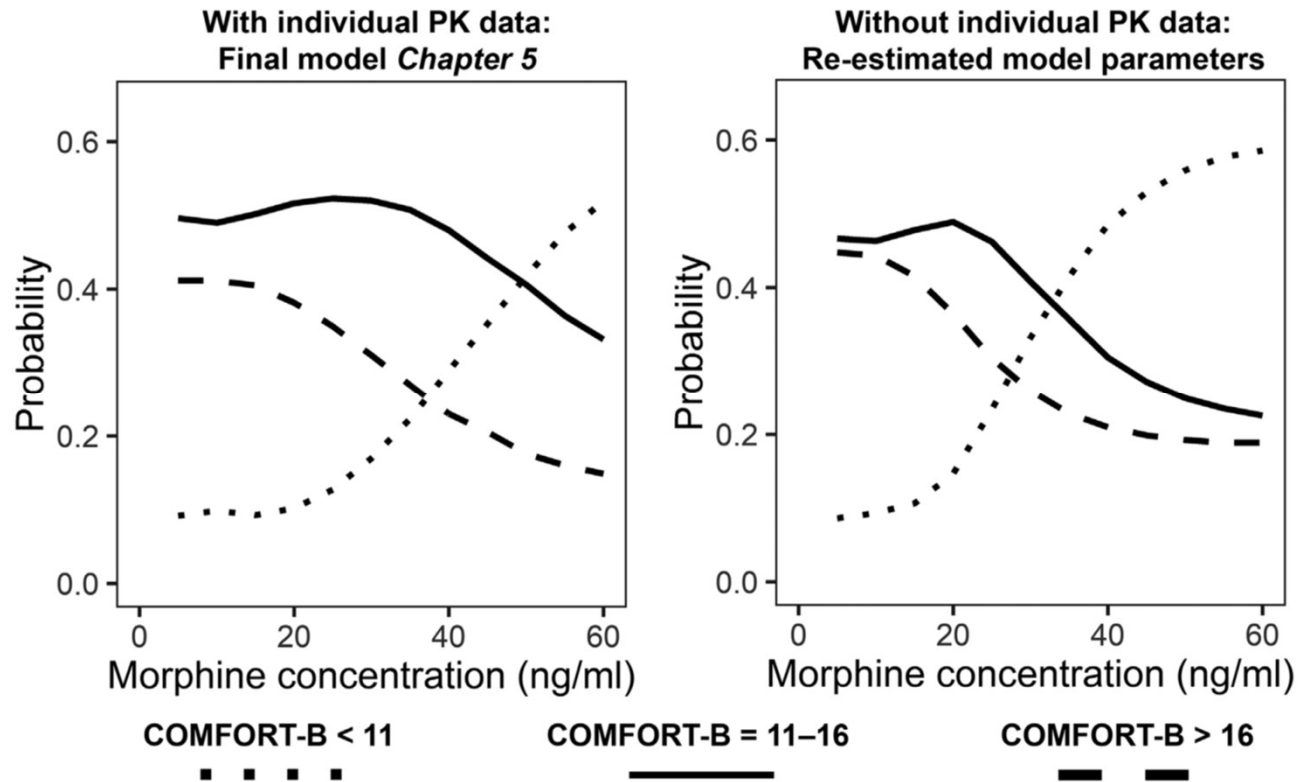 With individual PK data:
Final model Chapter 5
Without individual PK data:
Re-estimated model parameters
Probability
0.6
0.4
0.2
0.0
0
20
40
60
Morphine concentration (ng/ml)
Probability
0.6
0.4
0.2
0.0
0
20
40
60
Morphine concentration (ng/ml)
COMFORT-B < 11
COMFORT-B = 11–16
COMFORT-B > 16